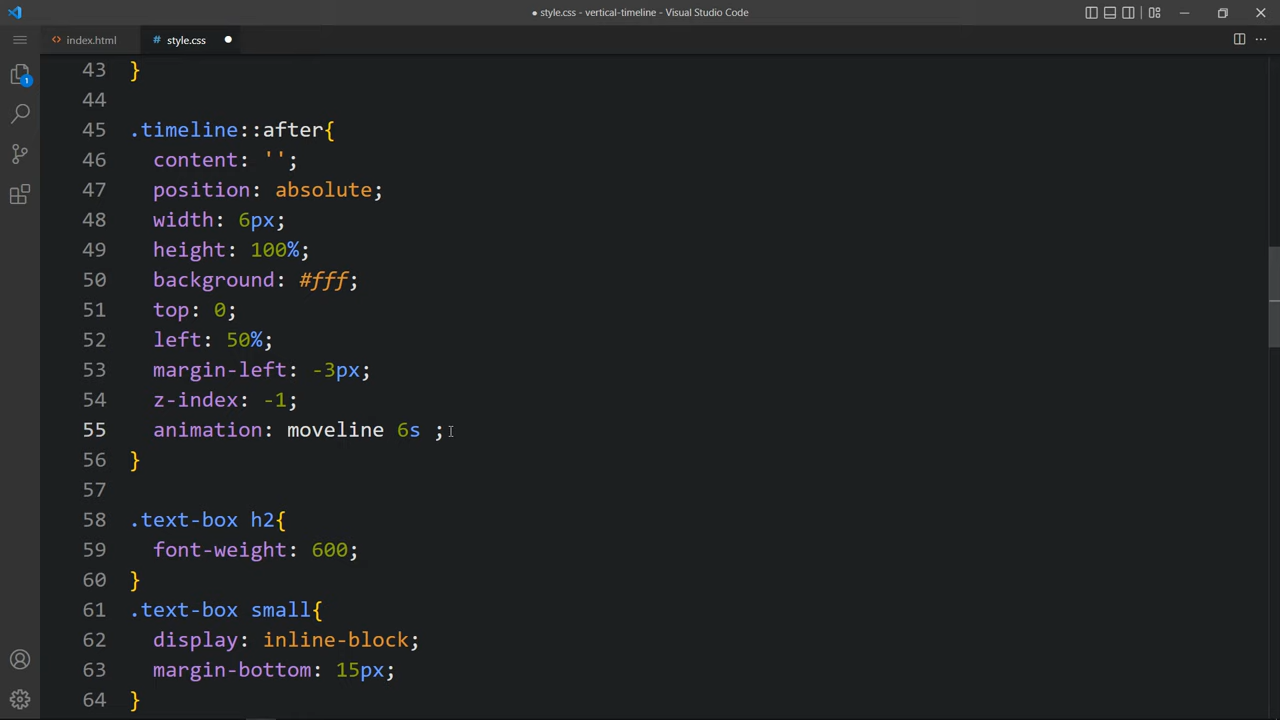 ● style.css - vertical-timeline - Visual Studio Code
<> index.html # style.css ●
43 }
44
45 .timeline::after{
46 content: '';
47 position: absolute;
48 width: 6px;
49 height: 100%;
50 background: #fff;
51 top: 0;
52 left: 50%;
53 margin-left: -3px;
54 z-index: -1;
55 animation: moveline 6s ;
56 }
57
58 .text-box h2{
59 font-weight: 600;
60 }
61 .text-box small{
62 display: inline-block;
63 margin-bottom: 15px;
64 }
1